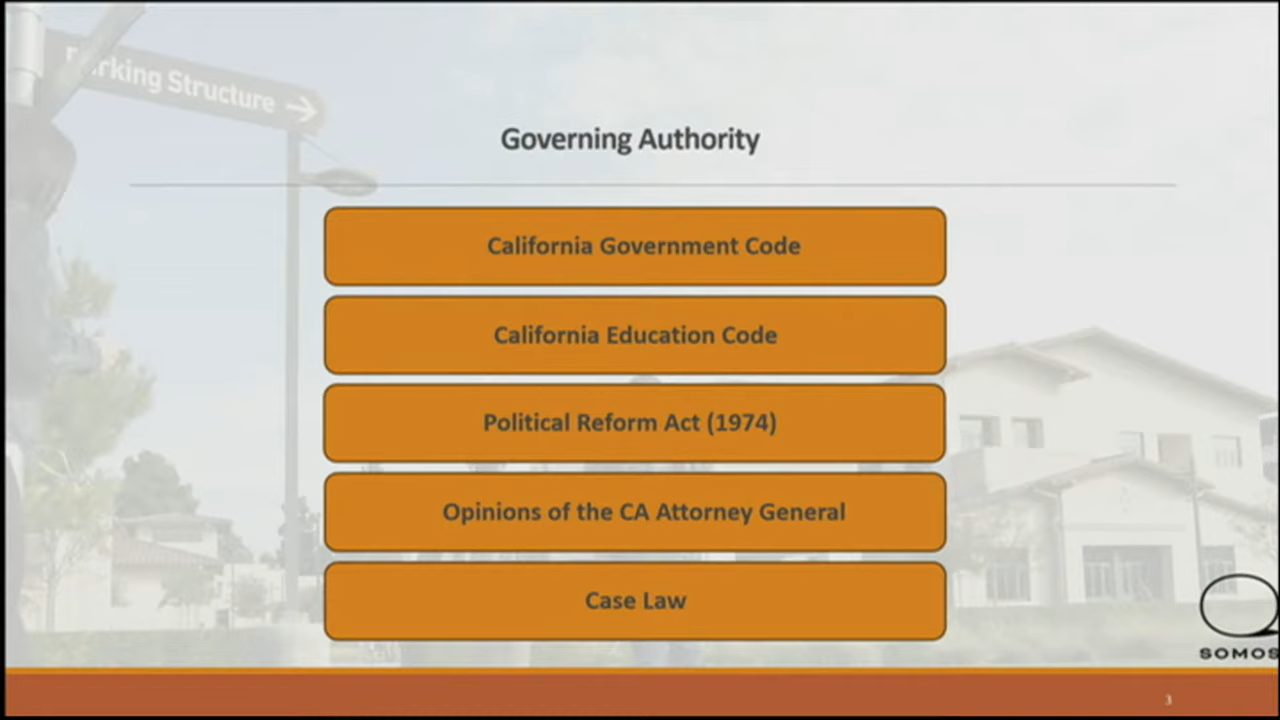 Parking Structure →
Governing Authority
California Government Code
California Education Code
Political Reform Act (1974)
Opinions of the CA Attorney General
Case Law
SOMOS
3